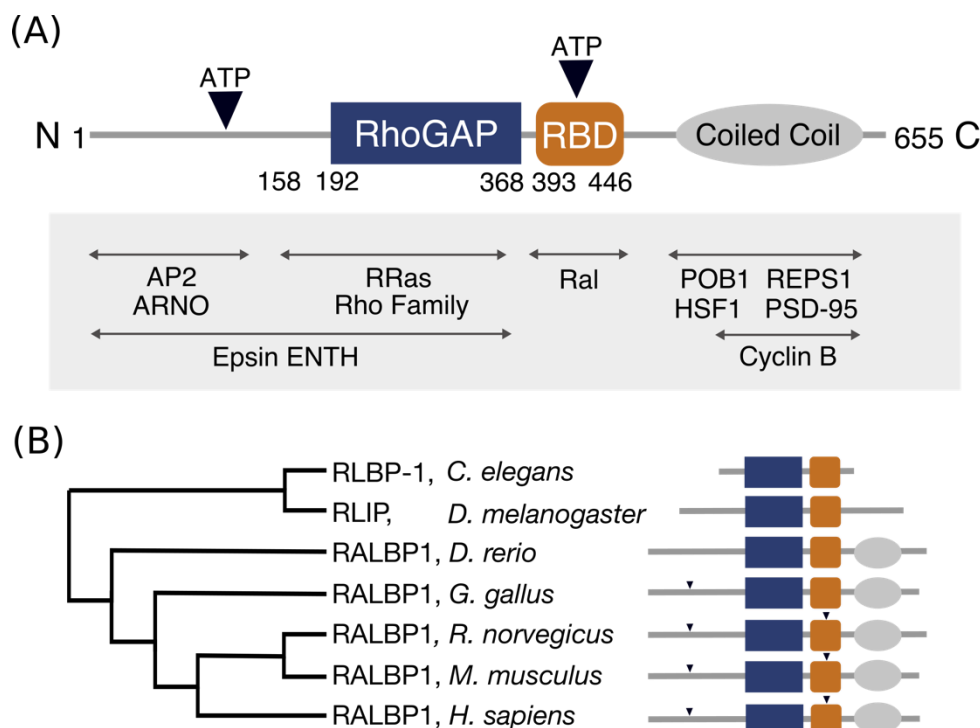 (A)
ATP ATP
N 1 RhoGAP RBD Coiled Coil 655 C
158 192 368 393 446
AP2 RRas Ral POB1 REPS1
ARNO Rho Family HSF1 PSD-95
Epsin ENTH Cyclin B
(B)
RLBP-1, C. elegans
RLIP, D. melanogaster
RALBP1, D. rerio
RALBP1, G. gallus
RALBP1, R. norvegicus
RALBP1, M. musculus
RALBP1, H. sapiens